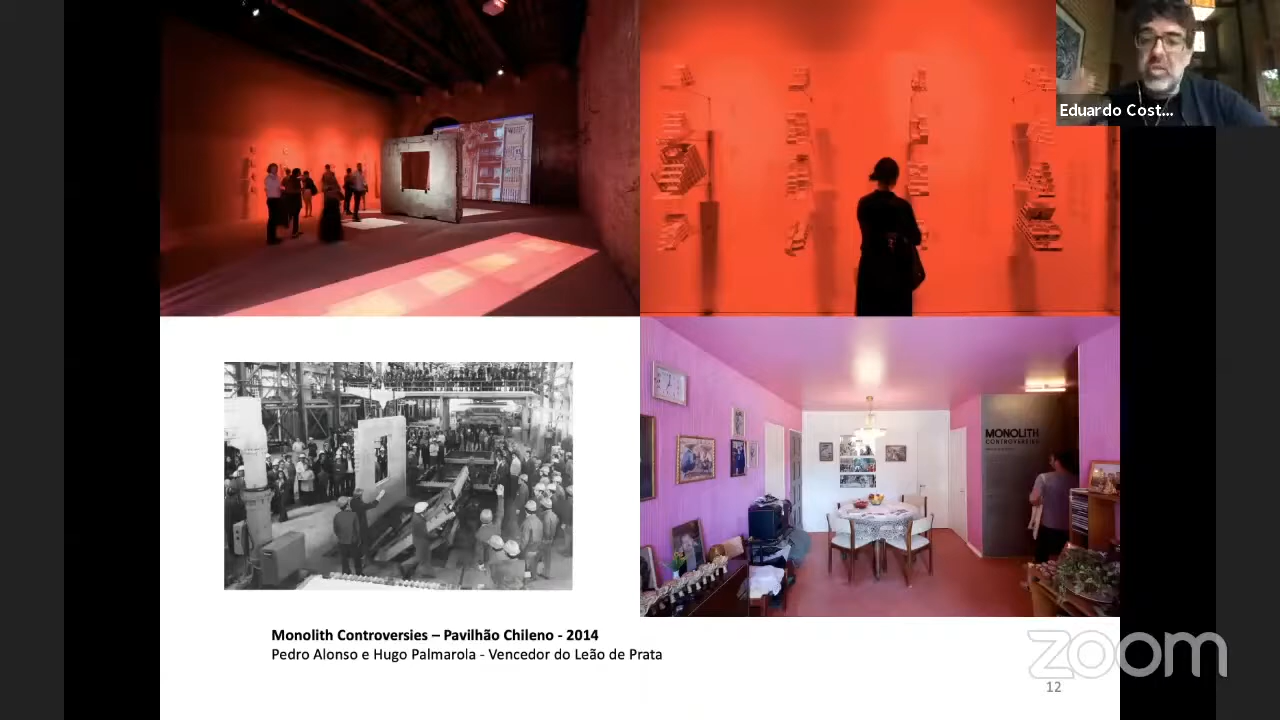 Eduardo Cost...
MONOLITH
CONTROVERSIES
Monolith Controversies – Pavilhão Chileno - 2014
Pedro Alonso e Hugo Palmarola - Vencedor do Leão de Prata
zoom
12